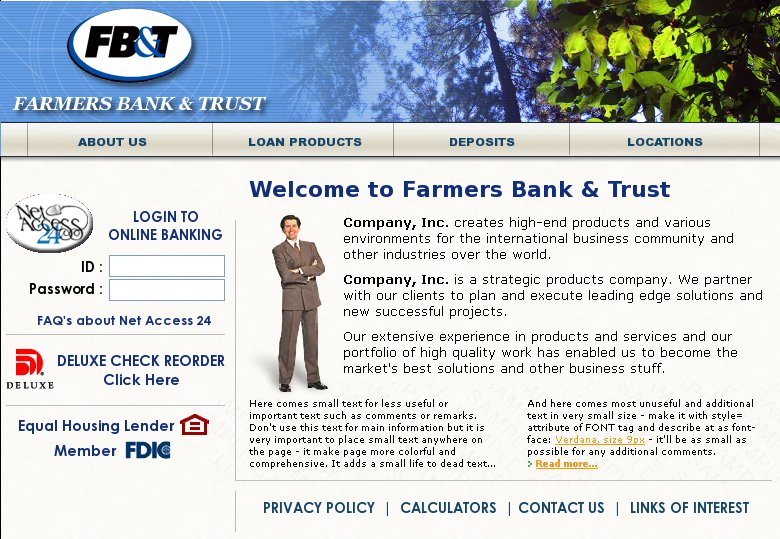 FB&T
FARMERS BANK & TRUST
ABOUT US
LOAN PRODUCTS
DEPOSITS
LOCATIONS
Net Access 24
LOGIN TO
ONLINE BANKING
ID :
Password :
FAQ's about Net Access 24
DELUXE
DELUXE CHECK REORDER
Click Here
Equal Housing Lender
Member FDIC
Welcome to Farmers Bank & Trust
Company, Inc. creates high-end products and various
environments for the international business community and
other industries over the world.
Company, Inc. is a strategic products company. We partner
with our clients to plan and execute leading edge solutions and
new successful projects.
Our extensive experience in products and services and our
portfolio of high quality work has enabled us to become the
market's best solutions and other business stuff.
Here comes small text for less useful or
important text such as comments or remarks.
Don't use this text for main information but it is
very important to place small text anywhere on
the page - it make page more colorful and
comprehensive. It adds a small life to dead text...
And here comes most unuseful and additional
text in very small size - make it with style=
attribute of FONT tag and describe at as font-
face: Verdana, size 9px - it'll be as small as
possible for any additional comments.
Read more...
PRIVACY POLICY | CALCULATORS | CONTACT US | LINKS OF INTEREST